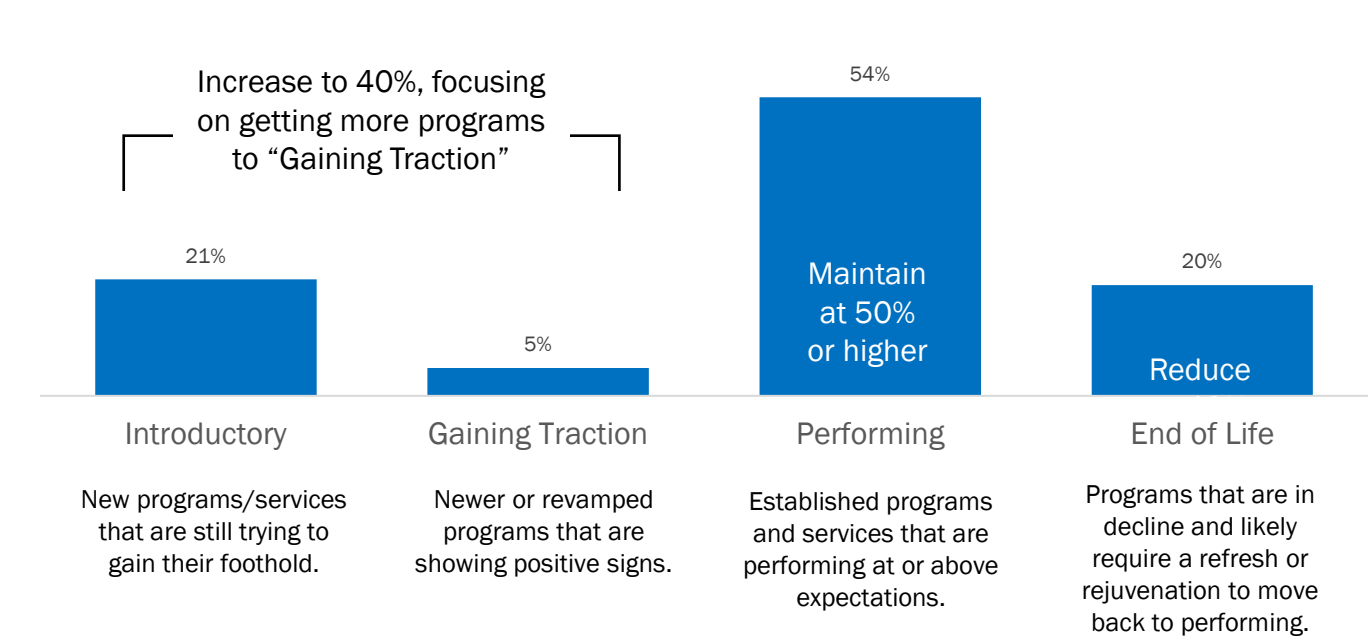 Increase to 40%, focusing
on getting more programs
to “Gaining Traction”
54%
21%
20%
5%
Maintain
at 50%
or higher
Reduce
Introductory
Gaining Traction
Performing
End of Life
New programs/services
that are still trying to
gain their foothold.
Newer or revamped
programs that are
showing positive signs.
Established programs
and services that are
performing at or above
expectations.
Programs that are in
decline and likely
require a refresh or
rejuvenation to move
back to performing.